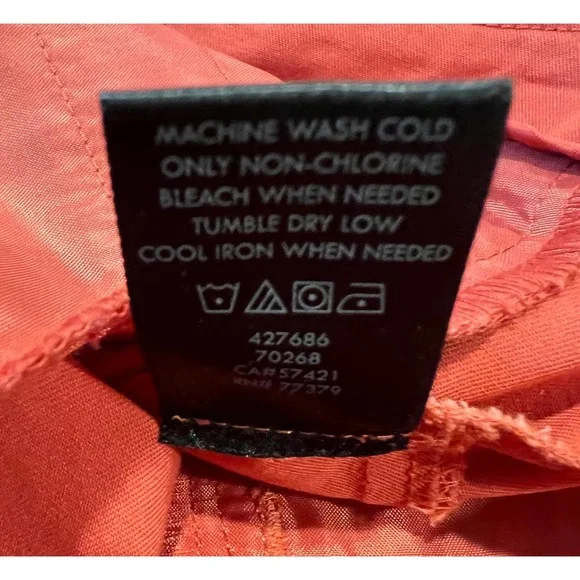 MACHINE WASH COLD
ONLY NON-CHLORINE
BLEACH WHEN NEEDED
TUMBLE DRY LOW
COOL IRON WHEN NEEDED
427686
70268
CA# 57421
RN# 77379